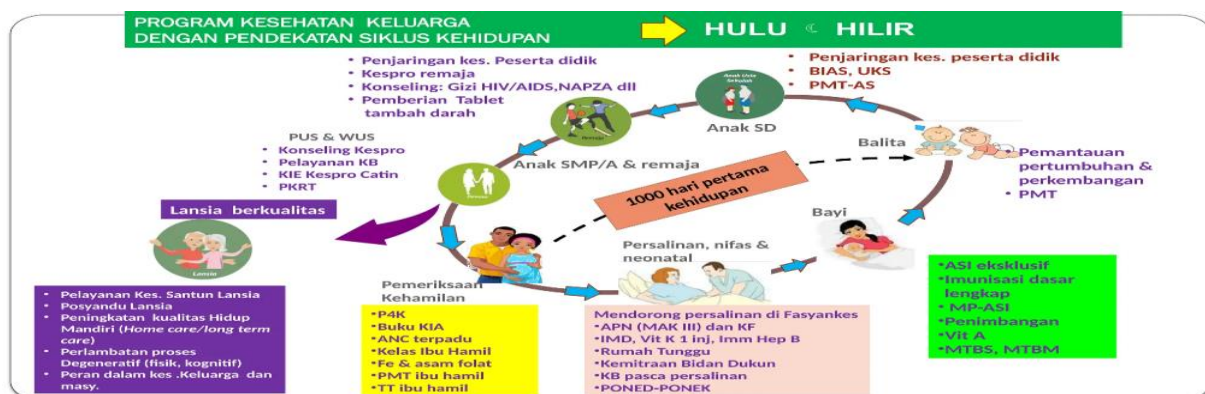 PROGRAM KESEHATAN KELUARGA
DENGAN PENDEKATAN SIKLUS KEHIDUPAN
HULU
HILIR
• Penjaringan kes. Peserta didik
• Kespro remaja
• Konseling: Gizi HIV/AIDS,NAPZA dll
• Pemberian Tablet
tambah darah
Anak Usia
Sekolah
• Penjaringan kes. peserta didik
• BIAS, UKS
• PMT-AS
Remaja
Anak SD
Balita
PUS & WUS
• Konseling Kespro
• Pelayanan KB
• KIE Kespro Catin
• PKRT
Anak SMP/A & remaja
• Pemantauan
pertumbuhan &
perkembangan
• PMT
1000 hari pertama
kehidupan
Lansia berkualitas
Lansia
Bayi
Persalinan, nifas &
neonatal
Pemeriksaan
Kehamilan
• Pelayanan Kes. Santun Lansia
• Posyandu Lansia
• Peningkatan kualitas Hidup
Mandiri (Home care/long term
care)
• Perlambatan proses
Degeneratif (fisik, kognitif)
• Peran dalam kes .Keluarga dan
masy.
•P4K
•Buku KIA
•ANC terpadu
•Kelas Ibu Hamil
•Fe & asam folat
•PMT ibu hamil
•TT ibu hamil
Mendorong persalinan di Fasyankes
•APN (MAK III) dan KF
•IMD, Vit K 1 inj, Imm Hep B
•Rumah Tunggu
•Kemitraan Bidan Dukun
•KB pasca persalinan
•PONED-PONEK
•ASI eksklusif
•Imunisasi dasar
lengkap
• MP-ASI
•Penimbangan
•Vit A
•MTBS, MTBM